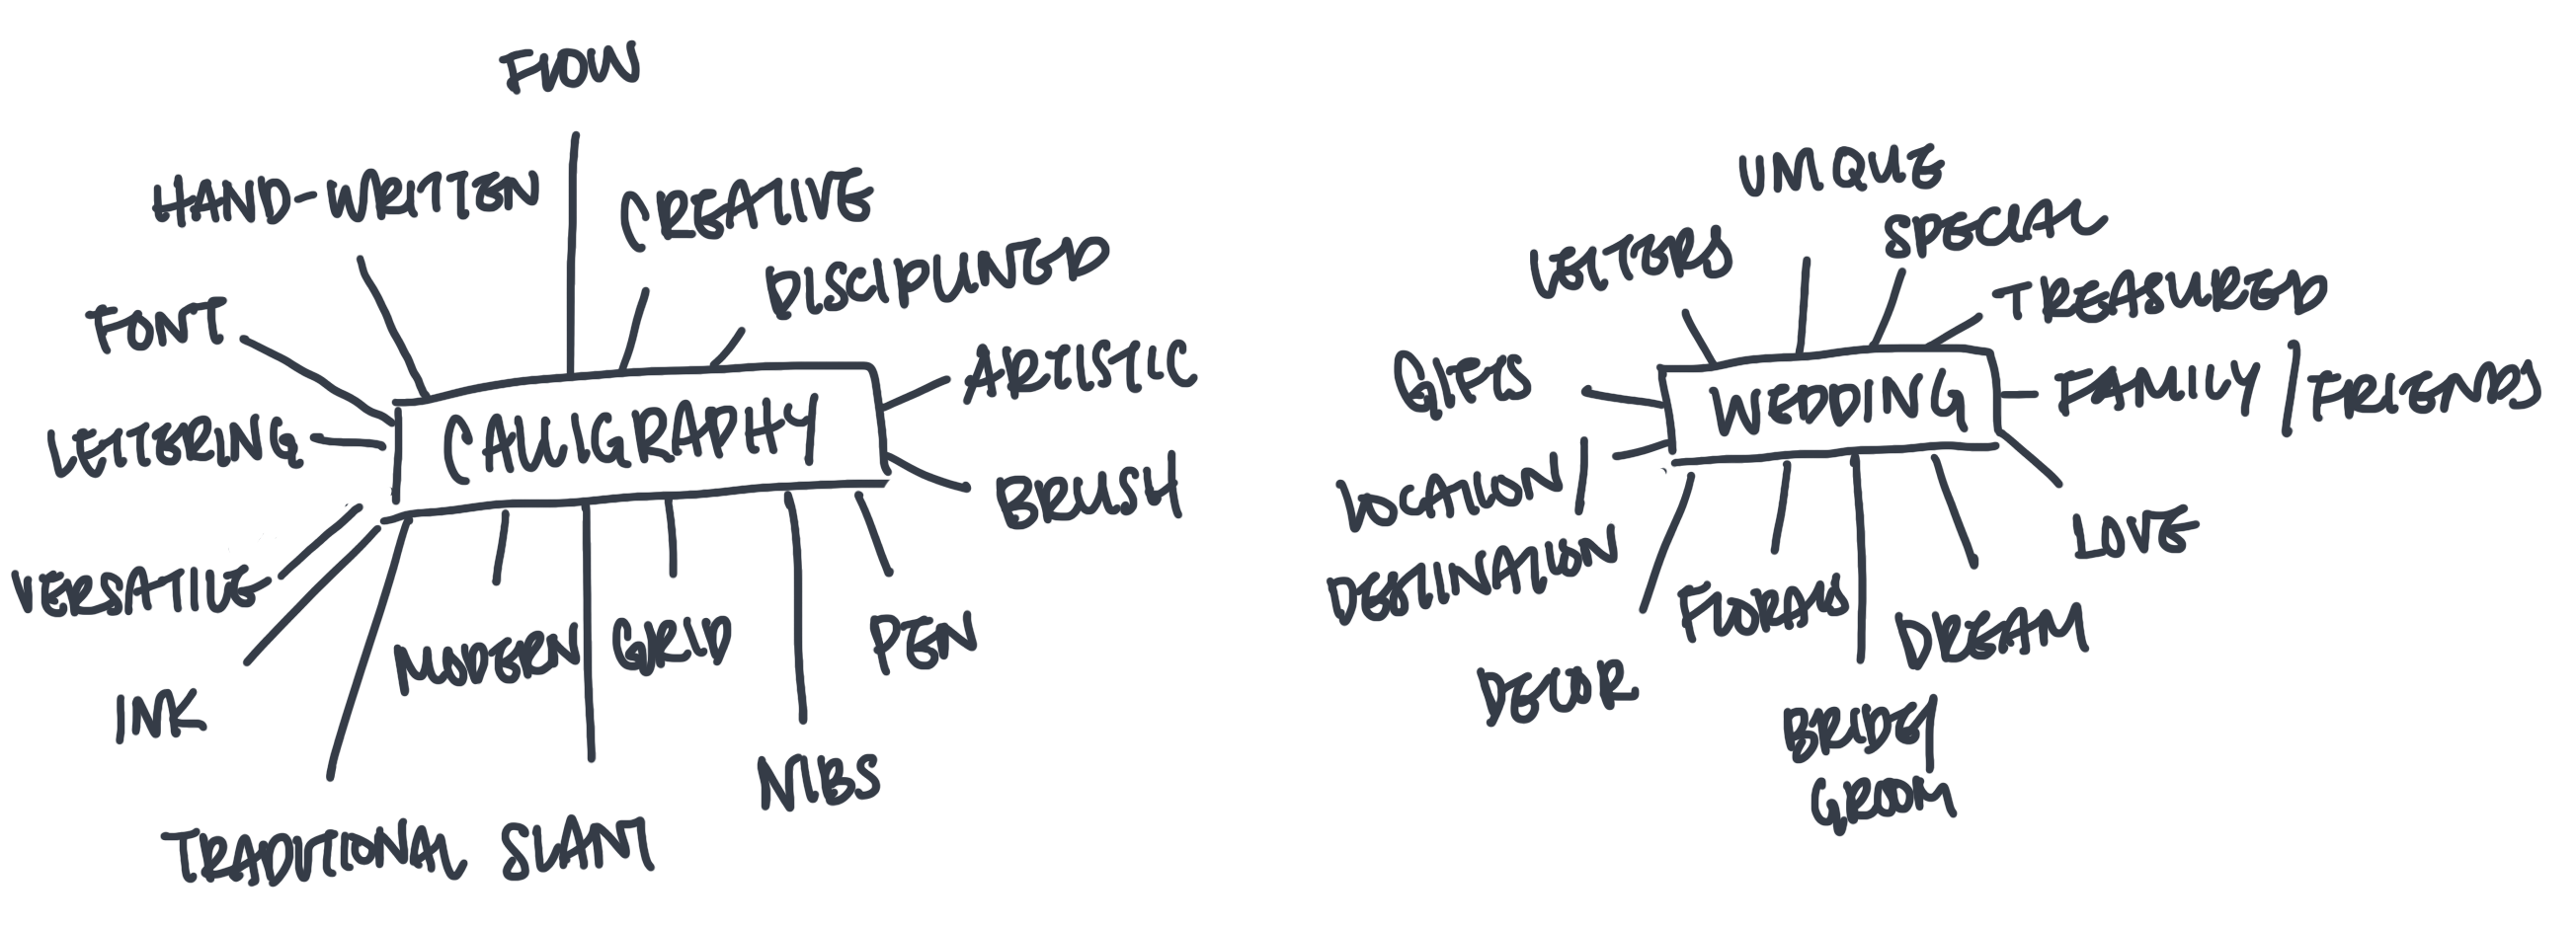 FLOW
HAND-WRITTEN
CREATIVE
DISCIPLINED
FONT
ARTISTIC
LETTERING
CALLIGRAPHY
BRUSH
VERSATILE
MODERN
GRID
PEN
INK
NIBS
TRADITIONAL
SLANT
UNIQUE
LETTERS
SPECIAL
TREASURED
GIFTS
WEDDING
FAMILY/FRIENDS
LOCATION/
DESTINATION
LOVE
FLORALS
DREAM
DECOR
BRIDE/
GROOM